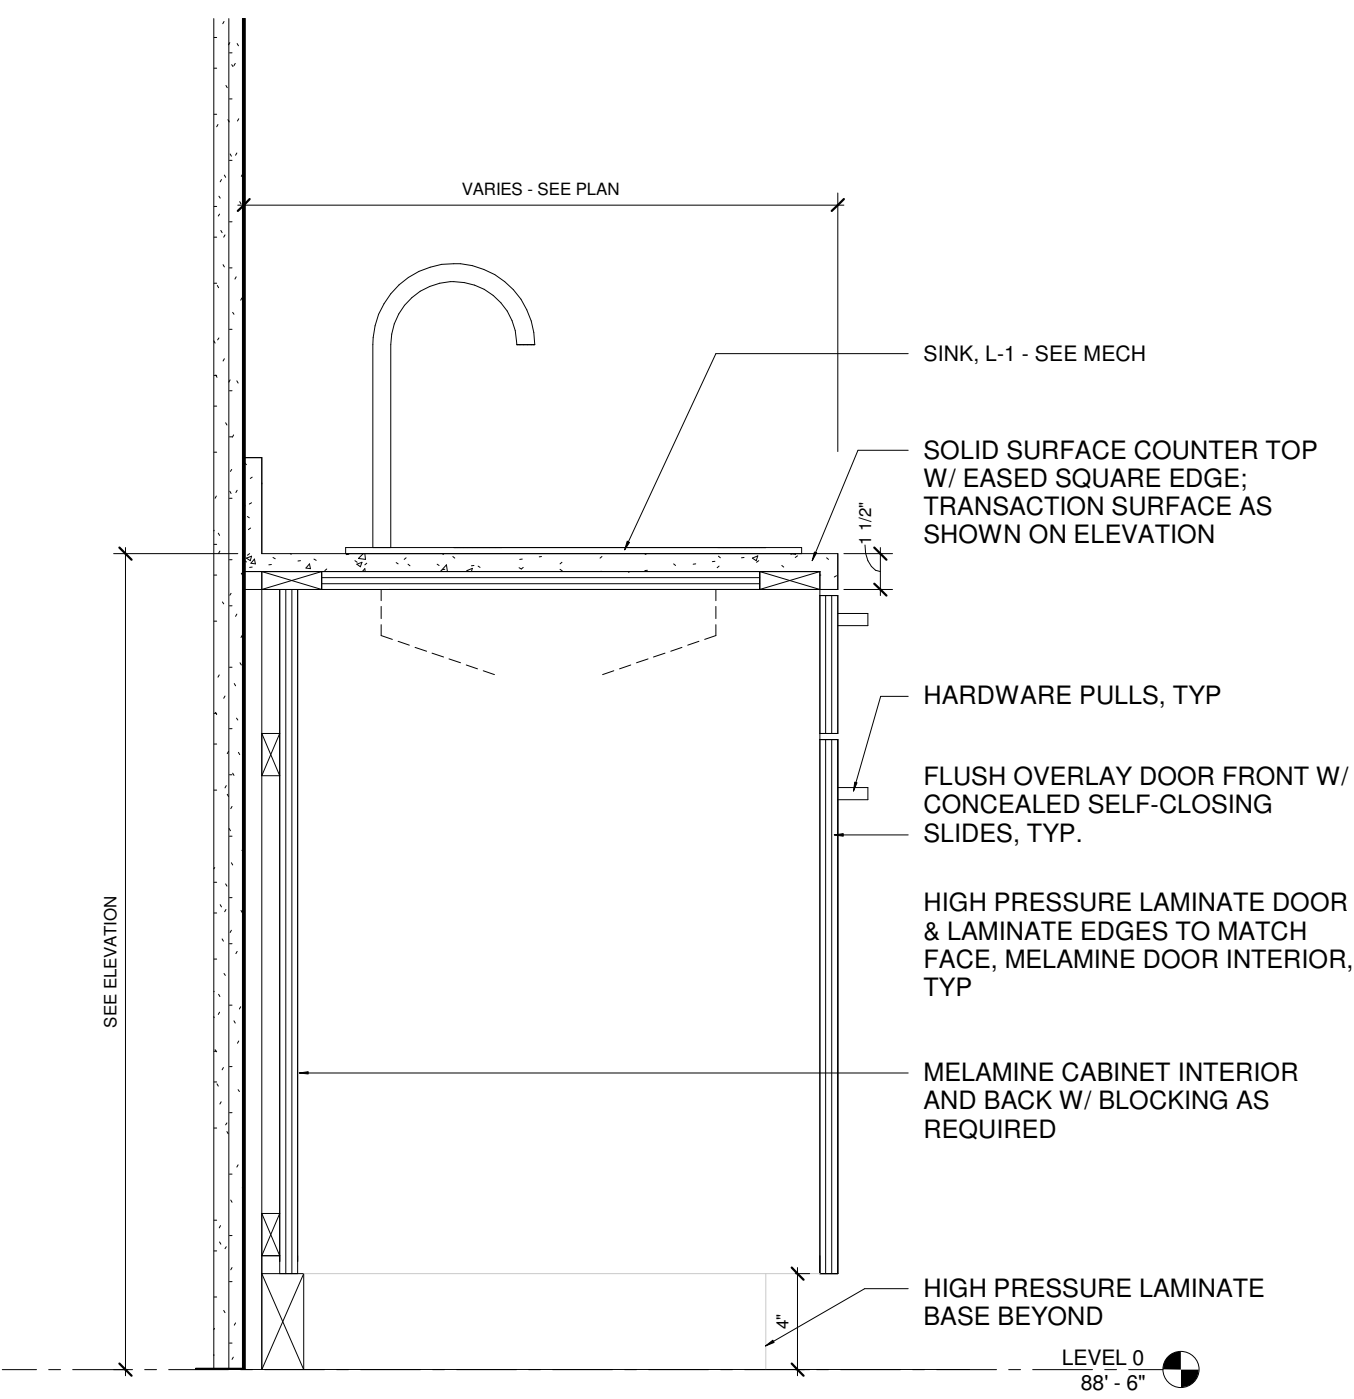 VARIES - SEE PLAN
SINK, L-1 - SEE MECH
SOLID SURFACE COUNTER TOP
W/ EASED SQUARE EDGE;
TRANSACTION SURFACE AS
SHOWN ON ELEVATION
1 1/2"
HARDWARE PULLS, TYP
FLUSH OVERLAY DOOR FRONT W/
CONCEALED SELF-CLOSING
SLIDES, TYP.
HIGH PRESSURE LAMINATE DOOR
& LAMINATE EDGES TO MATCH
FACE, MELAMINE DOOR INTERIOR,
TYP
SEE ELEVATION
MELAMINE CABINET INTERIOR
AND BACK W/ BLOCKING AS
REQUIRED
HIGH PRESSURE LAMINATE
BASE BEYOND
4"
LEVEL 0
88' - 6"